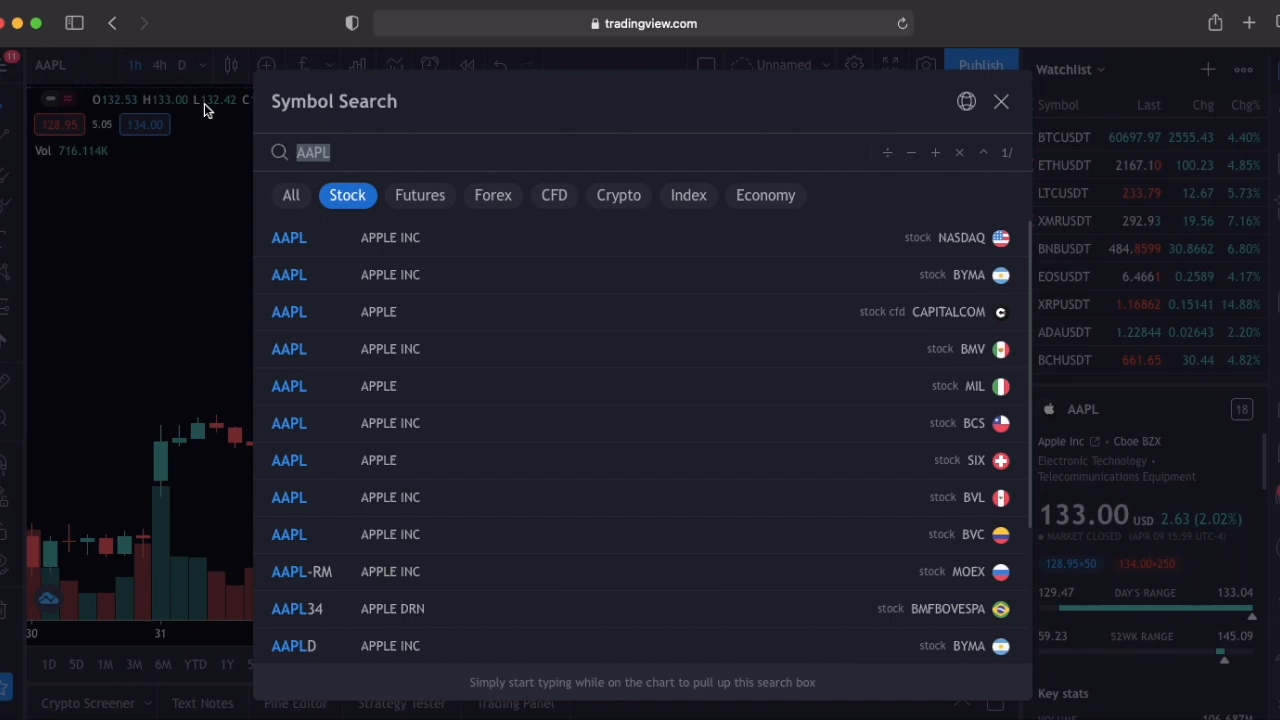 tradingview.com
11
AAPL 1h 4h D Unnamed Publish
O132.53 H133.00 L132.42 C
128.95 5.05 134.00
Vol 716.114K
30 31
1D 5D 1M 3M 6M YTD 1Y
Crypto Screener Text Notes Pine Editor Strategy Tester Trading Panel
Symbol Search
AAPL ÷ − + × ^ 1/
All Stock Futures Forex CFD Crypto Index Economy
AAPL APPLE INC stock NASDAQ
AAPL APPLE INC stock BYMA
AAPL APPLE stock cfd CAPITALCOM
AAPL APPLE INC stock BMV
AAPL APPLE stock MIL
AAPL APPLE INC stock BCS
AAPL APPLE stock SIX
AAPL APPLE INC stock BVL
AAPL APPLE INC stock BVC
AAPL-RM APPLE INC stock MOEX
AAPL34 APPLE DRN stock BMFBOVESPA
AAPLD APPLE INC stock BYMA
Simply start typing while on the chart to pull up this search box
Watchlist
Symbol Last Chg Chg%
BTCUSDT 60697.97 2555.43 4.40%
ETHUSDT 2167.10 100.23 4.85%
LTCUSDT 233.79 12.67 5.73%
XMRUSDT 292.93 19.56 7.16%
BNBUSDT 484.8599 30.8662 6.80%
EOSUSDT 6.4661 0.2589 4.17%
XRPUSDT 1.16862 0.15141 14.88%
ADAUSDT 1.22844 0.02643 2.20%
BCHUSDT 661.65 30.44 4.82%
AAPL 18
Apple Inc • Cboe BZX
Electronic Technology •
Telecommunications Equipment
133.00 USD 2.63 (2.02%)
MARKET CLOSED (APR 09 15:59 UTC-4)
128.95×50 134.00×250
129.47 DAY'S RANGE 133.04
59.23 52WK RANGE 145.09
Key stats